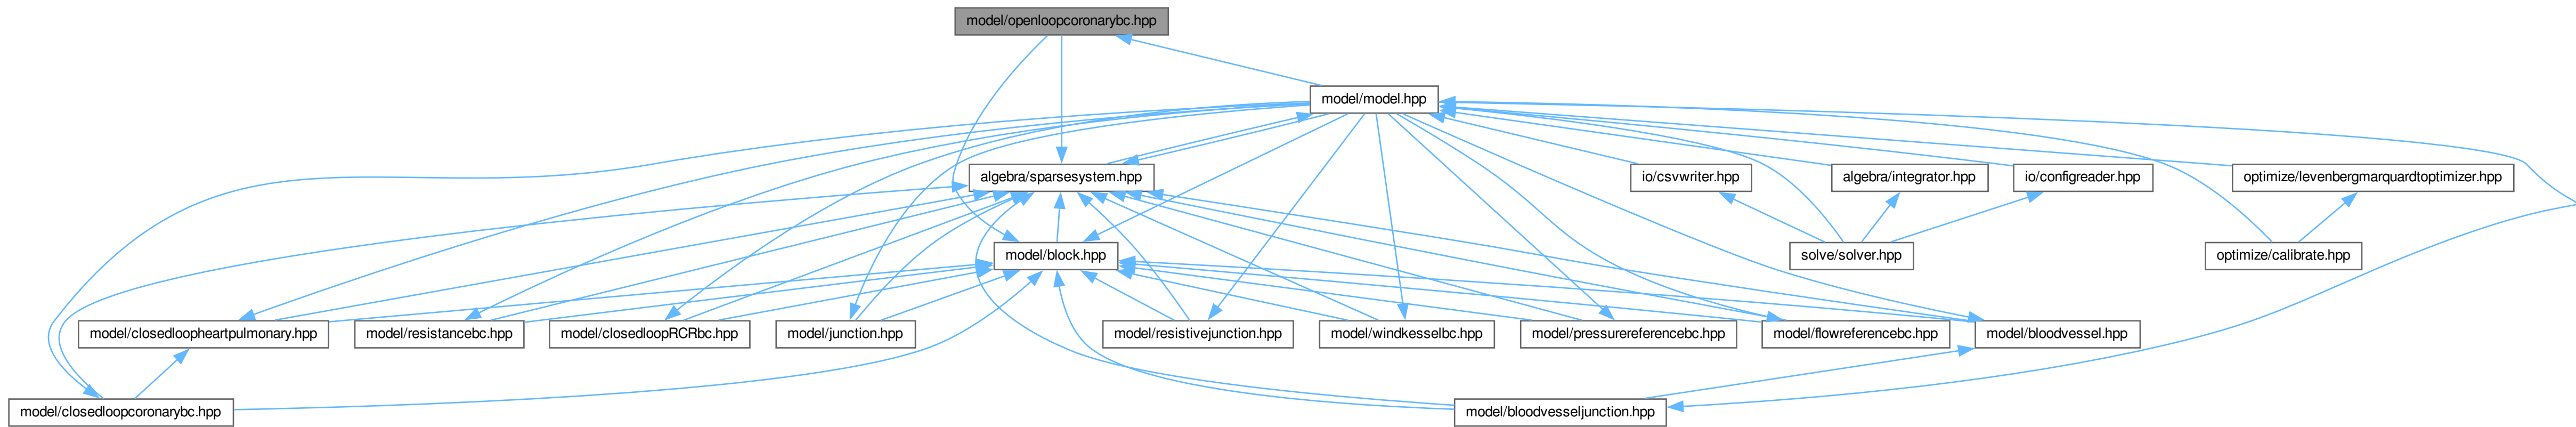 model/openloopcoronarybc.hpp
model/model.hpp
algebra/sparsesystem.hpp
io/csvwriter.hpp
algebra/integrator.hpp
io/configreader.hpp
optimize/levenbergmarquardtoptimizer.hpp
model/block.hpp
solve/solver.hpp
optimize/calibrate.hpp
model/closedloopheartpulmonary.hpp
model/resistancebc.hpp
model/closedloopRCRbc.hpp
model/junction.hpp
model/resistivejunction.hpp
model/windkesselbc.hpp
model/pressurereferencebc.hpp
model/flowreferencebc.hpp
model/bloodvessel.hpp
model/closedloopcoronarybc.hpp
model/bloodvesseljunction.hpp